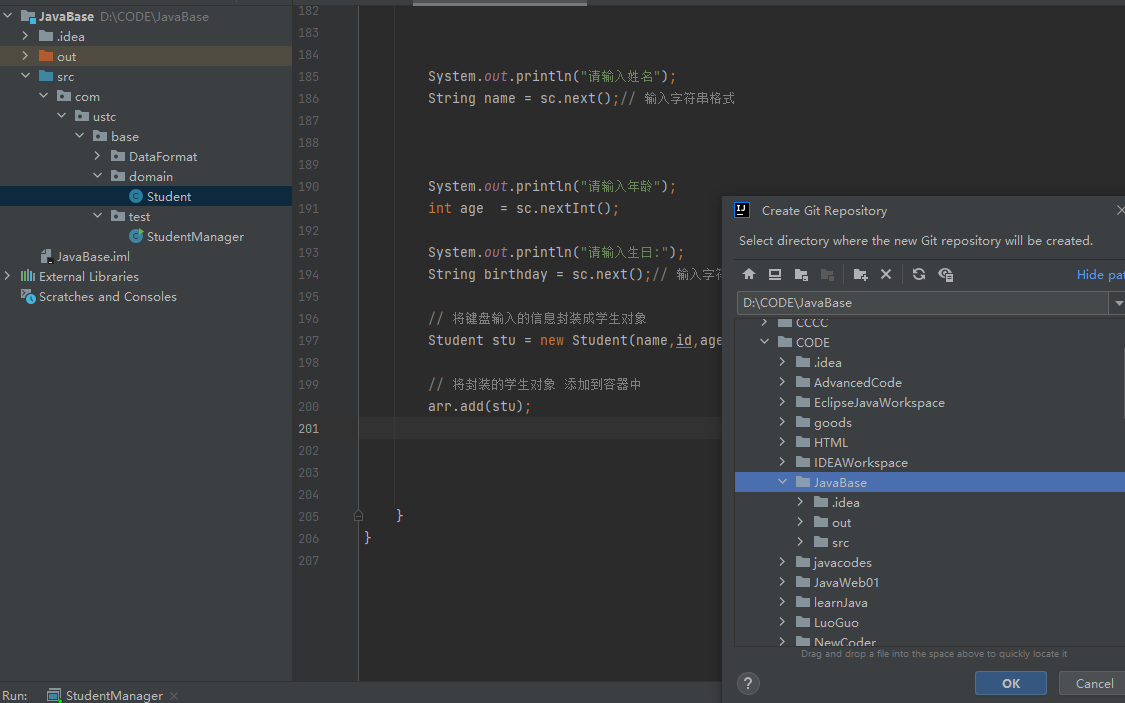 JavaBase D:\CODE\JavaBase
.idea
out
src
com
ustc
base
DataFormat
domain
Student
test
StudentManager
JavaBase.iml
External Libraries
Scratches and Consoles
182
183
184
185 System.out.println("请输入姓名");
186 String name = sc.next();// 输入字符串格式
187
188
189
190 System.out.println("请输入年龄");
191 int age  = sc.nextInt();
192
193 System.out.println("请输入生日:");
194 String birthday = sc.next();// 输入字符
195
196 // 将键盘输入的信息封装成学生对象
197 Student stu = new Student(name,id,age
198
199 // 将封装的学生对象 添加到容器中
200 arr.add(stu);
201
202
203
204
205 }
206 }
207
Create Git Repository
Select directory where the new Git repository will be created.
Hide pat
D:\CODE\JavaBase
CCCC
CODE
.idea
AdvancedCode
EclipseJavaWorkspace
goods
HTML
IDEAWorkspace
JavaBase
.idea
out
src
javacodes
JavaWeb01
learnJava
LuoGuo
NewCoder
Drag and drop a file into the space above to quickly locate it
? OK Cancel
Run: StudentManager